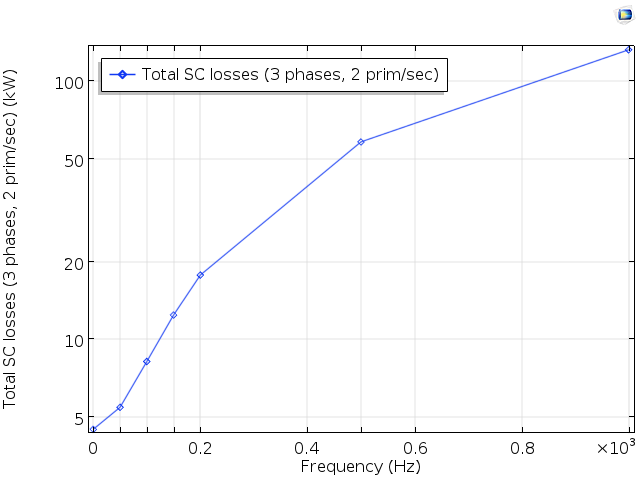 Total SC losses (3 phases, 2 prim/sec)
Total SC losses (3 phases, 2 prim/sec) (kW)
100
50
20
10
5
0 0.2 0.4 0.6 0.8 ×10³
Frequency (Hz)